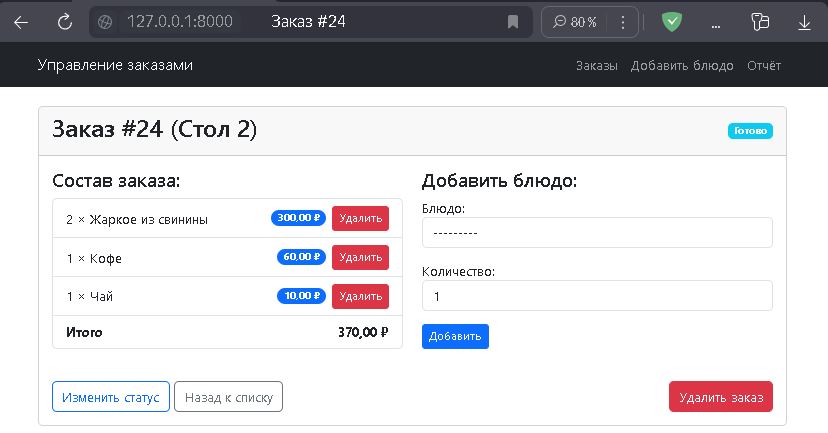 127.0.0.1:8000 Заказ #24 80 % ...
Управление заказами Заказы Добавить блюдо Отчёт
Заказ #24 (Стол 2) Готово
Состав заказа:
2 × Жаркое из свинины 300,00 ₽ Удалить
1 × Кофе 60,00 ₽ Удалить
1 × Чай 10,00 ₽ Удалить
Итого 370,00 ₽
Добавить блюдо:
Блюдо:
---------
Количество:
1
Добавить
Изменить статус Назад к списку Удалить заказ